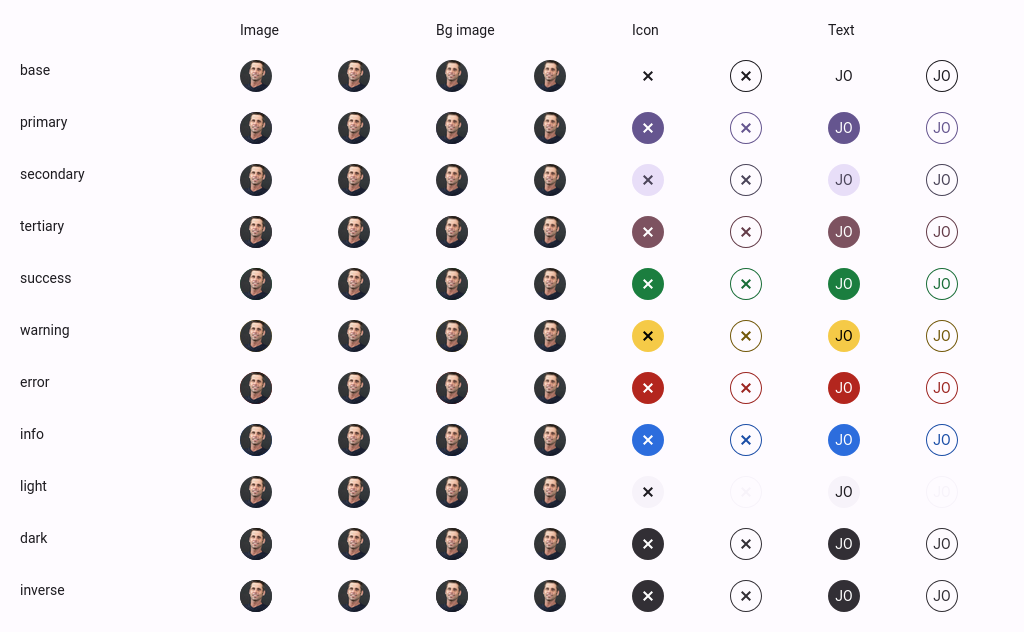 Image Bg image Icon Text
base JO JO
primary JO JO
secondary JO JO
tertiary JO JO
success JO JO
warning JO JO
error JO JO
info JO JO
light JO JO
dark JO JO
inverse JO JO